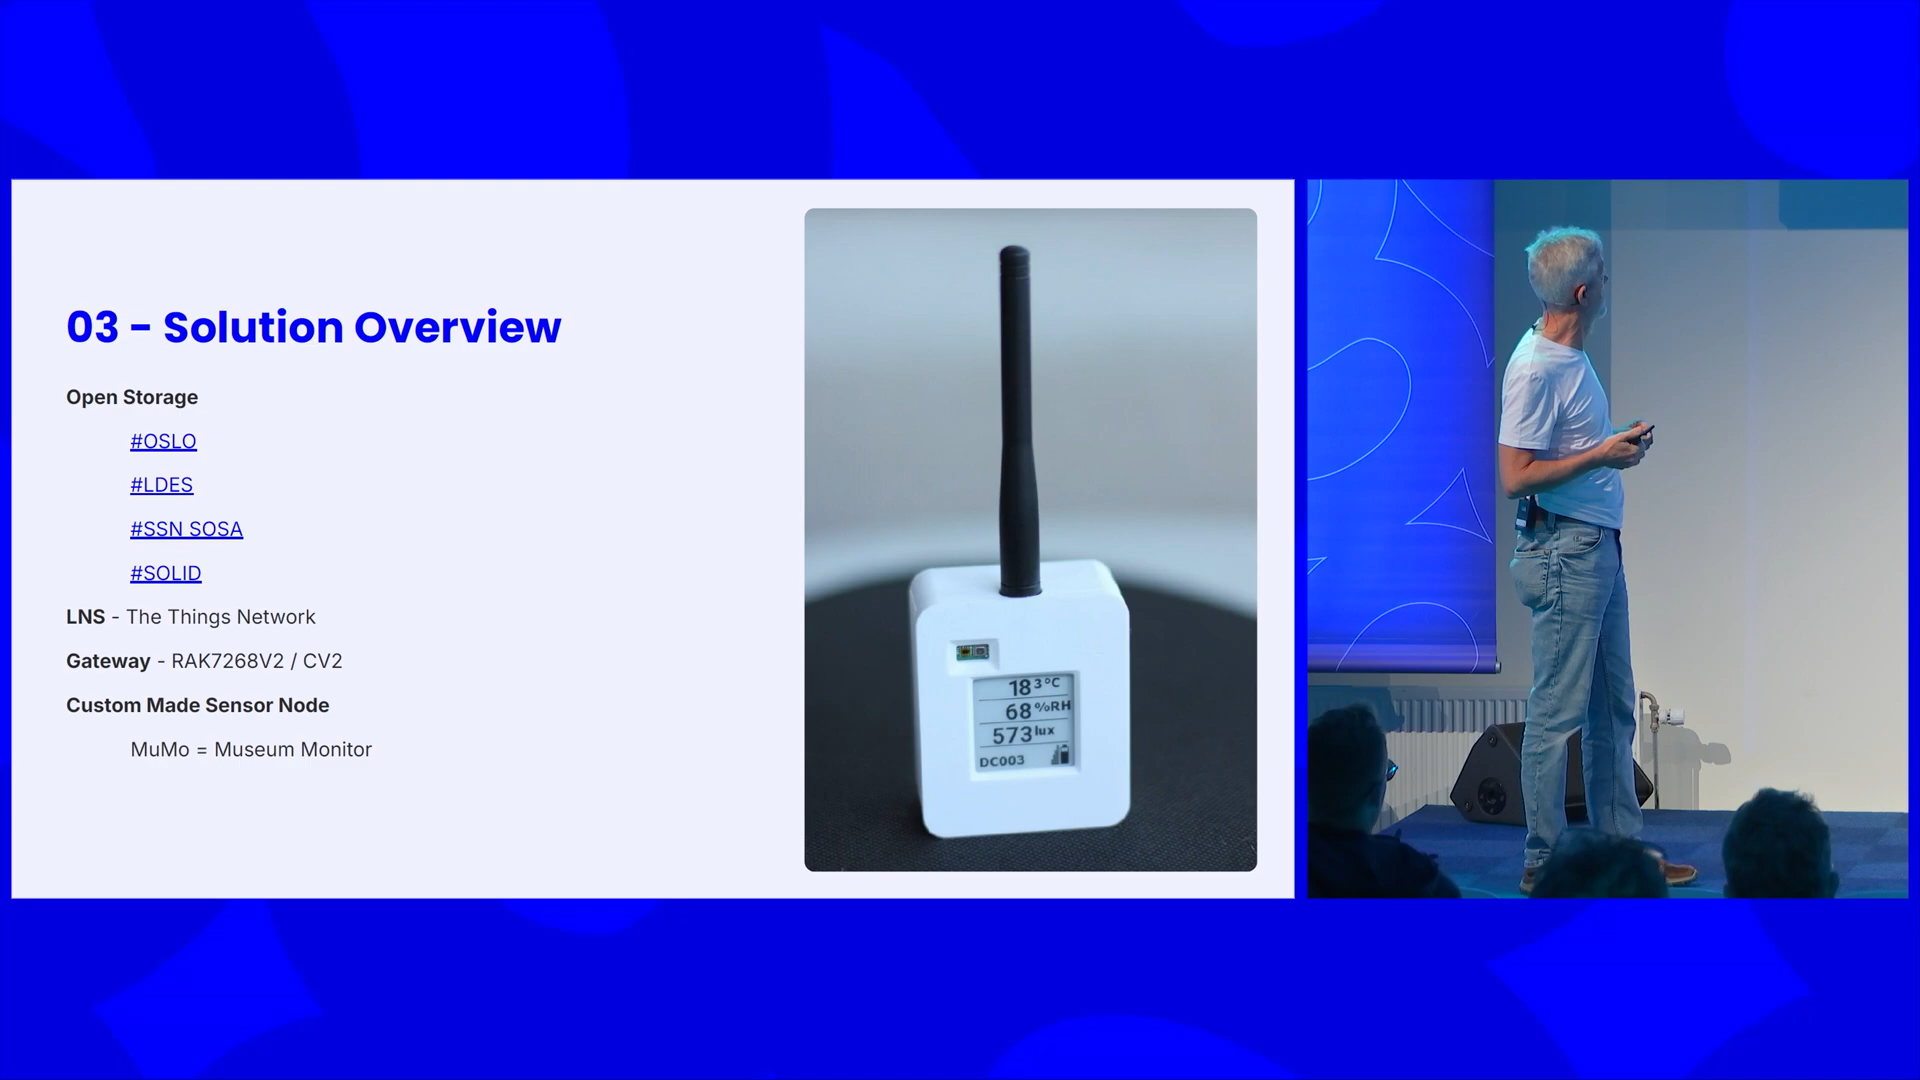 03 - Solution Overview
Open Storage
#OSLO
#LDES
#SSN SOSA
#SOLID
LNS - The Things Network
Gateway - RAK7268V2 / CV2
Custom Made Sensor Node
MuMo = Museum Monitor
18 3°C
68 %RH
573 lux
DC003